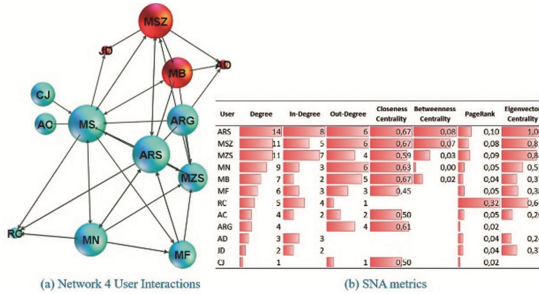 MSZ
JD
AD
MB
CJ
AC
MS.
ARG
ARS
MZS
RC
MN
MF
(a) Network 4 User Interactions
User Degree In-Degree Out-Degree Closeness Centrality Betweenness Centrality PageRank Eigenvector Centrality
ARS 14 8 6 0,67 0,08 0,10
MSZ 11 5 6 0,67 0,07 0,08
MZS 11 7 4 0,59 0,03 0,09
MN 9 3 6 0,63 0,00 0,05
MB 7 2 5 0,67 0,02 0,04
MF 6 3 3 0,45 0,05
RC 5 4 1 0,32
AC 4 2 2 0,50 0,05
ARG 4 4 0,61 0,02
AD 3 3 0,04
JD 2 2 0,04
CJ 1 1 0,50 0,02
(b) SNA metrics